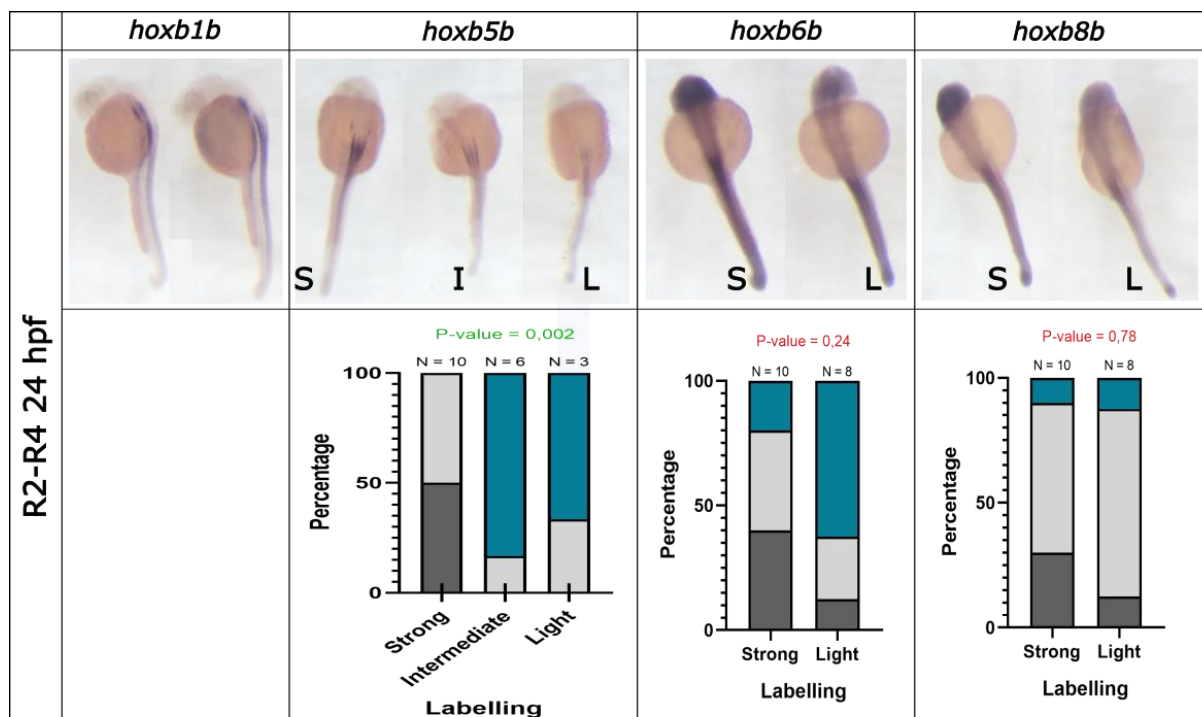 hoxb1b
hoxb5b
hoxb6b
hoxb8b
R2-R4 24 hpf
S
I
L
S
L
S
L
P-value = 0,002
N = 10
N = 6
N = 3
100
50
0
Percentage
Strong
Intermediate
Light
Labelling
P-value = 0,24
N = 10
N = 8
100
50
0
Percentage
Strong
Light
Labelling
P-value = 0,78
N = 10
N = 8
100
50
0
Percentage
Strong
Light
Labelling